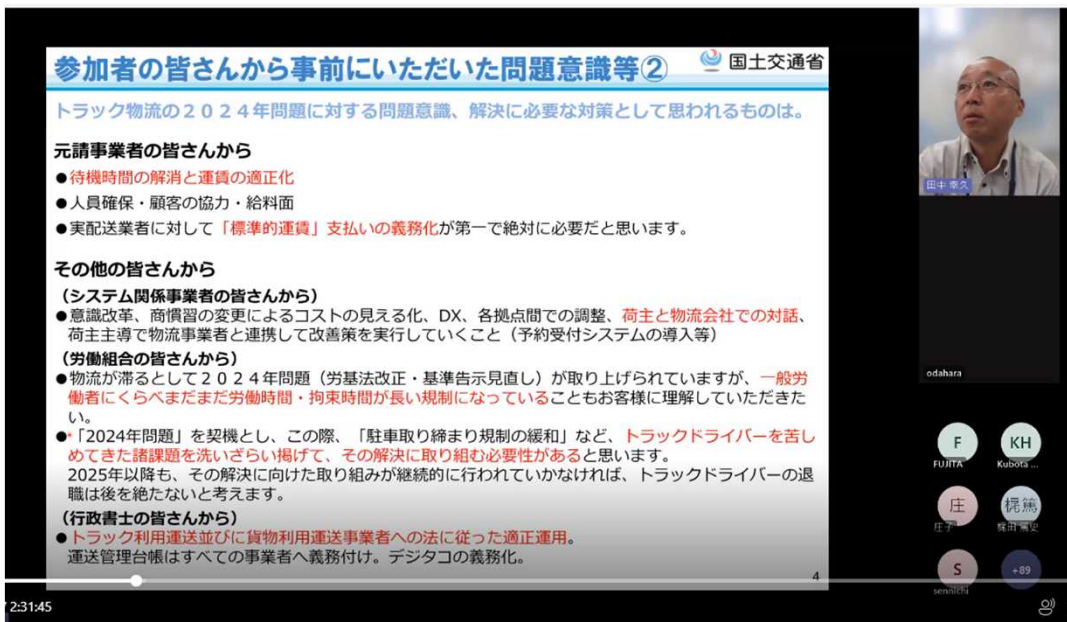 参加者の皆さんから事前にいただいた問題意識等②
国土交通省
トラック物流の2024年問題に対する問題意識、解決に必要な対策として思われるものは。
元請事業者の皆さんから
●待機時間の解消と運賃の適正化
●人員確保・顧客の協力・給料面
●実配送業者に対して「標準的運賃」支払いの義務化が第一で絶対に必要だと思います。
その他の皆さんから
（システム関係事業者の皆さんから）
●意識改革、商慣習の変更によるコストの見える化、DX、各拠点間での調整、荷主と物流会社での対話、
荷主主導で物流事業者と連携して改善策を実行していくこと（予約受付システムの導入等）
（労働組合の皆さんから）
●物流が滞るとして２０２４年問題（労基法改正・基準告示見直し）が取り上げられていますが、一般労
働者にくらべまだまだ労働時間・拘束時間が長い規制になっていることもお客様に理解していただきた
い。
●「2024年問題」を契機とし、この際、「駐車取り締まり規制の緩和」など、トラックドライバーを苦し
めてきた諸課題を洗いざらい掲げて、その解決に取り組む必要性があると思います。
2025年以降も、その解決に向けた取り組みが継続的に行われていかなければ、トラックドライバーの退
職は後を絶たないと考えます。
（行政書士の皆さんから）
●トラック利用運送並びに貨物利用運送事業者への法に従った適正運用。
運送管理台帳はすべての事業者へ義務付け。デジタコの義務化。
4
田中 幸久
odahara
F
KH
FUJITA
Kubota ...
庄
梶篤
庄子
梶田 篤史
S
+89
sennichi
2:31:45